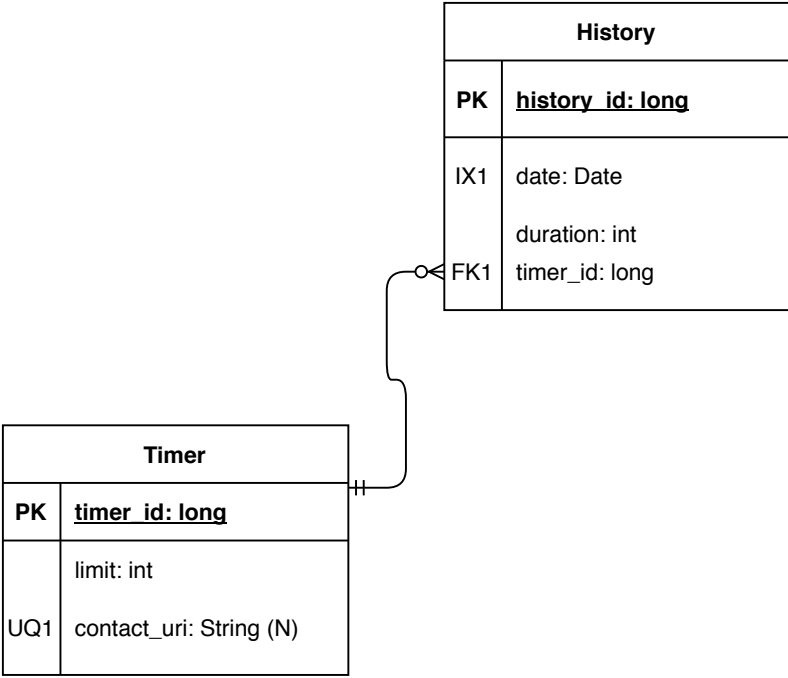 History
PK history_id: long
IX1 date: Date
duration: int
FK1 timer_id: long
Timer
PK timer_id: long
limit: int
UQ1 contact_uri: String (N)